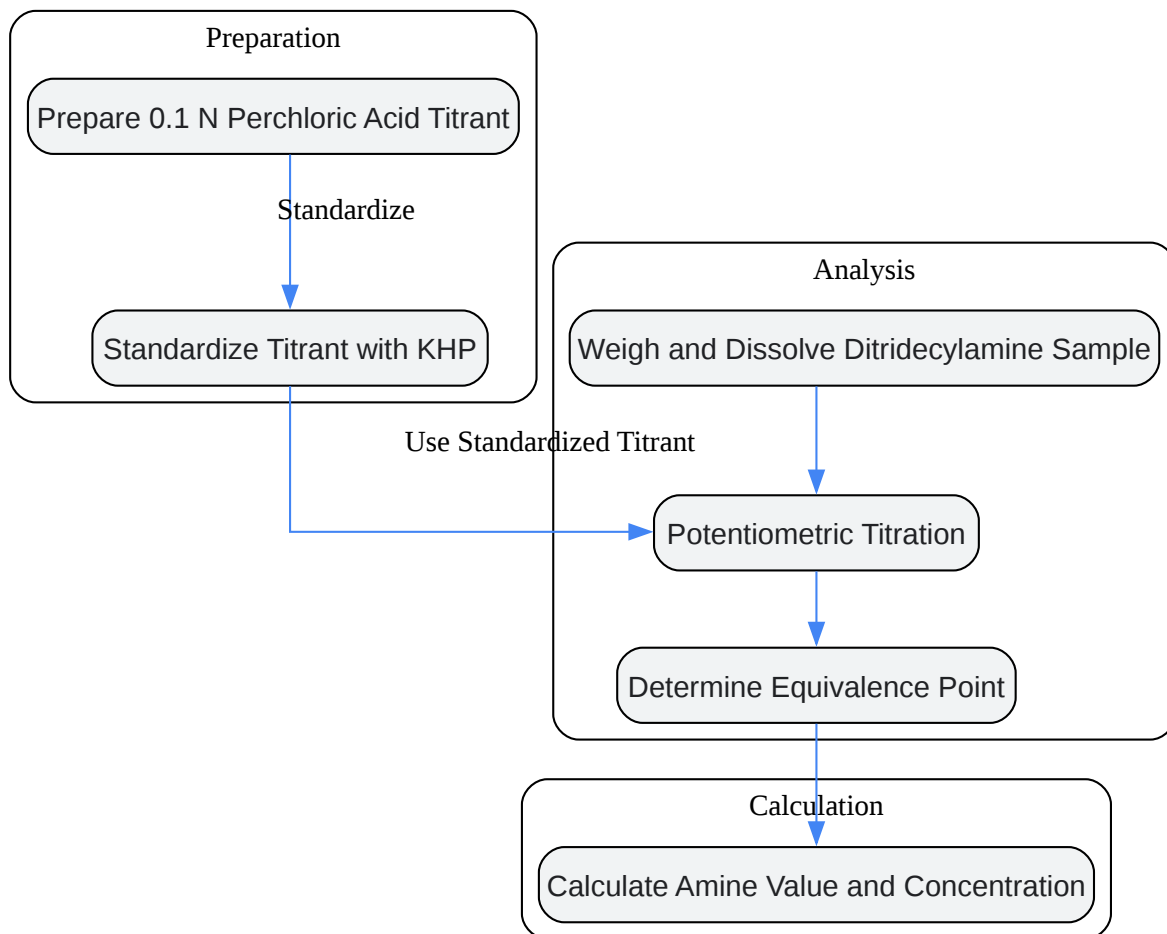 Preparation
Prepare 0.1 N Perchloric Acid Titrant
Standardize
Standardize Titrant with KHP
Use Standardized Titrant
Analysis
Weigh and Dissolve Ditridecylamine Sample
Potentiometric Titration
Determine Equivalence Point
Calculation
Calculate Amine Value and Concentration